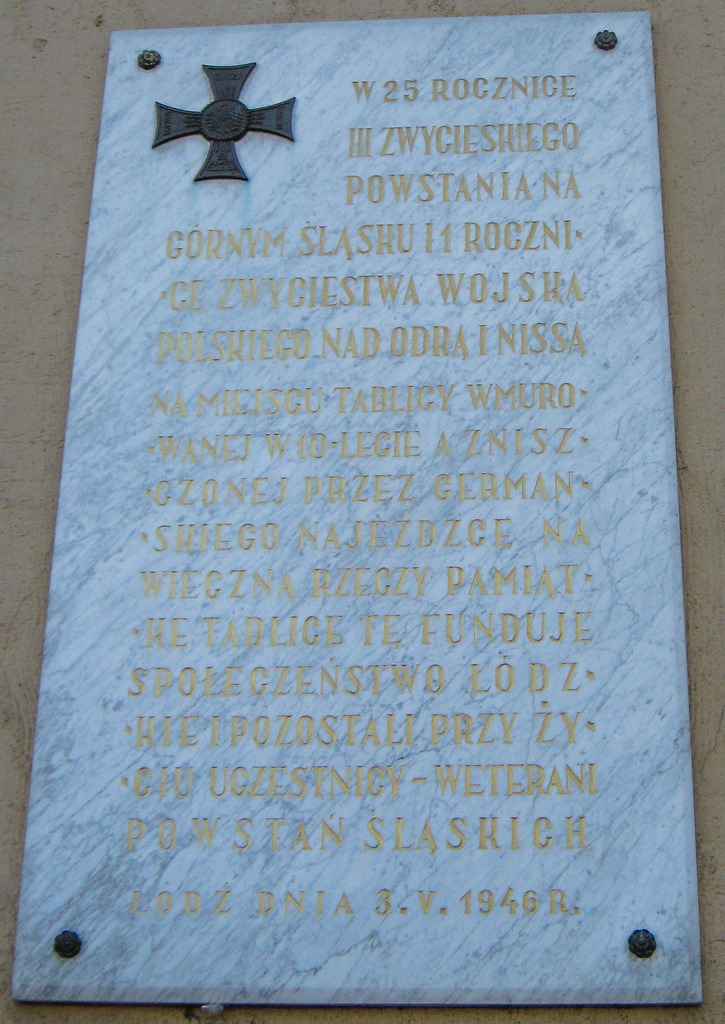 W 25 ROCZNICĘ
III ZWYCIĘSKIEGO
POWSTANIA NA
GÓRNYM ŚLĄSKU I 1 ROCZNI-
-CĘ ZWYCIĘSTWA WOJSKA
POLSKIEGO NAD ODRĄ I NISSĄ
NA MIEJSCU TABLICY WMURO-
-WANEJ W 10-LECIE A ZNISZ-
-CZONEJ PRZEZ GERMAN-
-SKIEGO NAJEŹDZCĘ NA
WIECZNĄ RZECZY PAMIĄT-
-KĘ TABLICĘ TĘ FUNDUJE
SPOŁECZEŃSTWO ŁÓDZ-
-KIE I POZOSTALI PRZY ŻY-
-CIU UCZESTNICY-WETERANI
POWSTAŃ ŚLĄSKICH
ŁÓDŹ DNIA 3.V.1946 R.